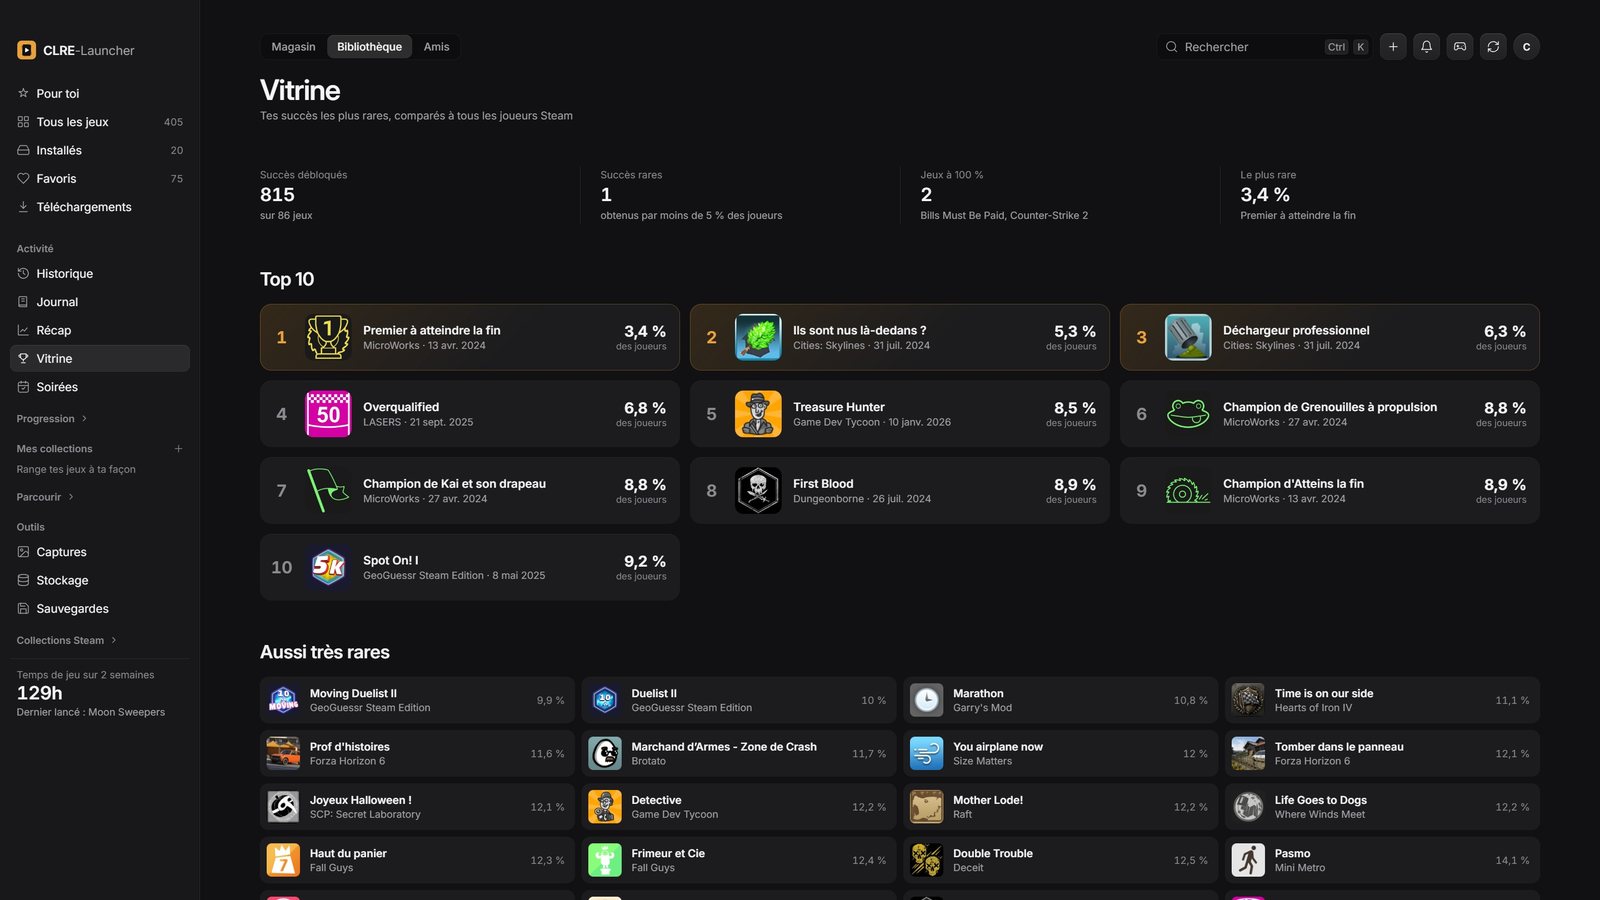 CLRE-Launcher
Pour toi
Tous les jeux 405
Installés 20
Favoris 75
Téléchargements
Activité
Historique
Journal
Récap
Vitrine
Soirées
Progression
Mes collections
Range tes jeux à ta façon
Parcourir
Outils
Captures
Stockage
Sauvegardes
Collections Steam
Temps de jeu sur 2 semaines
129h
Dernier lancé : Moon Sweepers
Magasin Bibliothèque Amis
Rechercher Ctrl K
C
Vitrine
Tes succès les plus rares, comparés à tous les joueurs Steam
Succès débloqués
815
sur 86 jeux
Succès rares
1
obtenus par moins de 5 % des joueurs
Jeux à 100 %
2
Bills Must Be Paid, Counter-Strike 2
Le plus rare
3,4 %
Premier à atteindre la fin
Top 10
1
1
Premier à atteindre la fin
MicroWorks · 13 avr. 2024
3,4 %
des joueurs
2
Ils sont nus là-dedans ?
Cities: Skylines · 31 juil. 2024
5,3 %
des joueurs
3
Déchargeur professionnel
Cities: Skylines · 31 juil. 2024
6,3 %
des joueurs
4
50
Overqualified
LASERS · 21 sept. 2025
6,8 %
des joueurs
5
Treasure Hunter
Game Dev Tycoon · 10 janv. 2026
8,5 %
des joueurs
6
Champion de Grenouilles à propulsion
MicroWorks · 27 avr. 2024
8,8 %
des joueurs
7
Champion de Kai et son drapeau
MicroWorks · 27 avr. 2024
8,8 %
des joueurs
8
First Blood
Dungeonborne · 26 juil. 2024
8,9 %
des joueurs
9
Champion d'Atteins la fin
MicroWorks · 13 avr. 2024
8,9 %
des joueurs
10
5K
Spot On! I
GeoGuessr Steam Edition · 8 mai 2025
9,2 %
des joueurs
Aussi très rares
10
MOVING
Moving Duelist II
GeoGuessr Steam Edition
9,9 %
10
Duelist II
GeoGuessr Steam Edition
10 %
Marathon
Garry's Mod
10,8 %
Time is on our side
Hearts of Iron IV
11,1 %
Prof d'histoires
Forza Horizon 6
11,6 %
Marchand d'Armes - Zone de Crash
Brotato
11,7 %
You airplane now
Size Matters
12 %
Tomber dans le panneau
Forza Horizon 6
12,1 %
Joyeux Halloween !
SCP: Secret Laboratory
12,1 %
Detective
Game Dev Tycoon
12,2 %
Mother Lode!
Raft
12,2 %
Life Goes to Dogs
Where Winds Meet
12,2 %
7
Haut du panier
Fall Guys
12,3 %
Frimeur et Cie
Fall Guys
12,4 %
Double Trouble
Deceit
12,5 %
Pasmo
Mini Metro
14,1 %